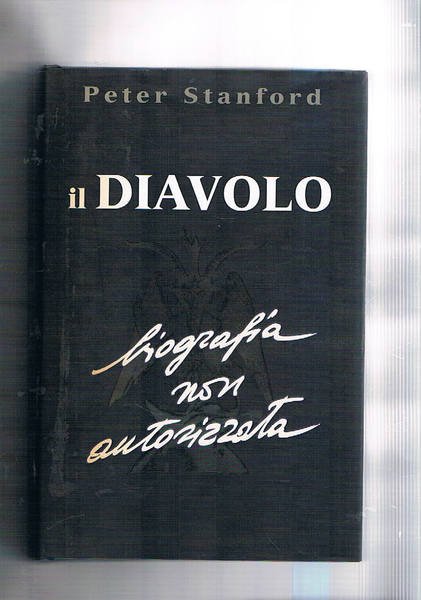 Peter Stanford
il DIAVOLO
biografia
non
autorizzata